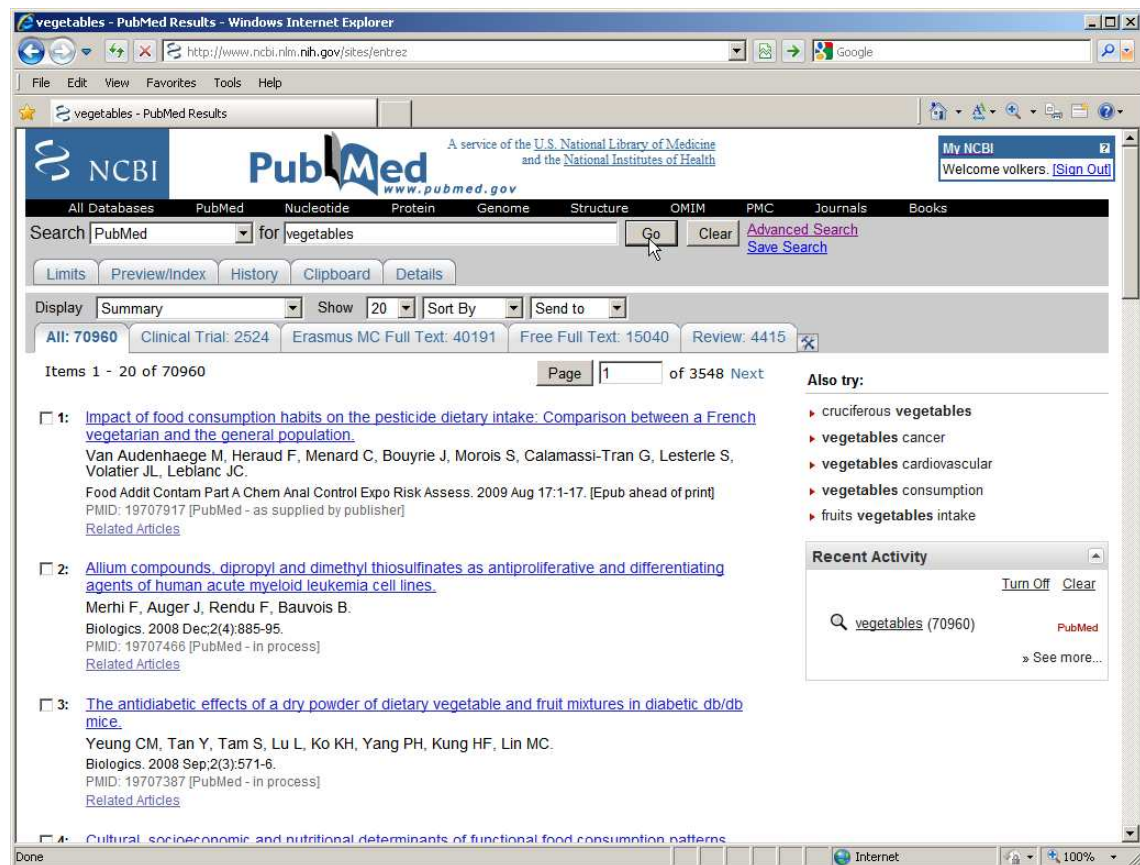 vegetables - PubMed Results - Windows Internet Explorer
http://www.ncbi.nlm.nih.gov/sites/entrez
Google
File Edit View Favorites Tools Help
vegetables - PubMed Results
NCBI
PubMed
www.pubmed.gov
A service of the U.S. National Library of Medicine
and the National Institutes of Health
My NCBI
Welcome volkers. [Sign Out]
All Databases PubMed Nucleotide Protein Genome Structure OMIM PMC Journals Books
Search PubMed for vegetables Go Clear Advanced Search
Save Search
Limits Preview/Index History Clipboard Details
Display Summary Show 20 Sort By Send to
All: 70960 Clinical Trial: 2524 Erasmus MC Full Text: 40191 Free Full Text: 15040 Review: 4415
Items 1 - 20 of 70960 Page 1 of 3548 Next
1: Impact of food consumption habits on the pesticide dietary intake: Comparison between a French
vegetarian and the general population.
Van Audenhaege M, Heraud F, Menard C, Bouyrie J, Morois S, Calamassi-Tran G, Lesterle S,
Volatier JL, Leblanc JC.
Food Addit Contam Part A Chem Anal Control Expo Risk Assess. 2009 Aug 17:1-17. [Epub ahead of print]
PMID: 19707917 [PubMed - as supplied by publisher]
Related Articles
2: Allium compounds, dipropyl and dimethyl thiosulfinates as antiproliferative and differentiating
agents of human acute myeloid leukemia cell lines.
Merhi F, Auger J, Rendu F, Bauvois B.
Biologics. 2008 Dec;2(4):885-95.
PMID: 19707466 [PubMed - in process]
Related Articles
3: The antidiabetic effects of a dry powder of dietary vegetable and fruit mixtures in diabetic db/db
mice.
Yeung CM, Tan Y, Tam S, Lu L, Ko KH, Yang PH, Kung HF, Lin MC.
Biologics. 2008 Sep;2(3):571-6.
PMID: 19707387 [PubMed - in process]
Related Articles
4: Cultural, socioeconomic and nutritional determinants of functional food consumption patterns
Also try:
cruciferous vegetables
vegetables cancer
vegetables cardiovascular
vegetables consumption
fruits vegetables intake
Recent Activity
Turn Off Clear
vegetables (70960) PubMed
» See more...
Done Internet 100%